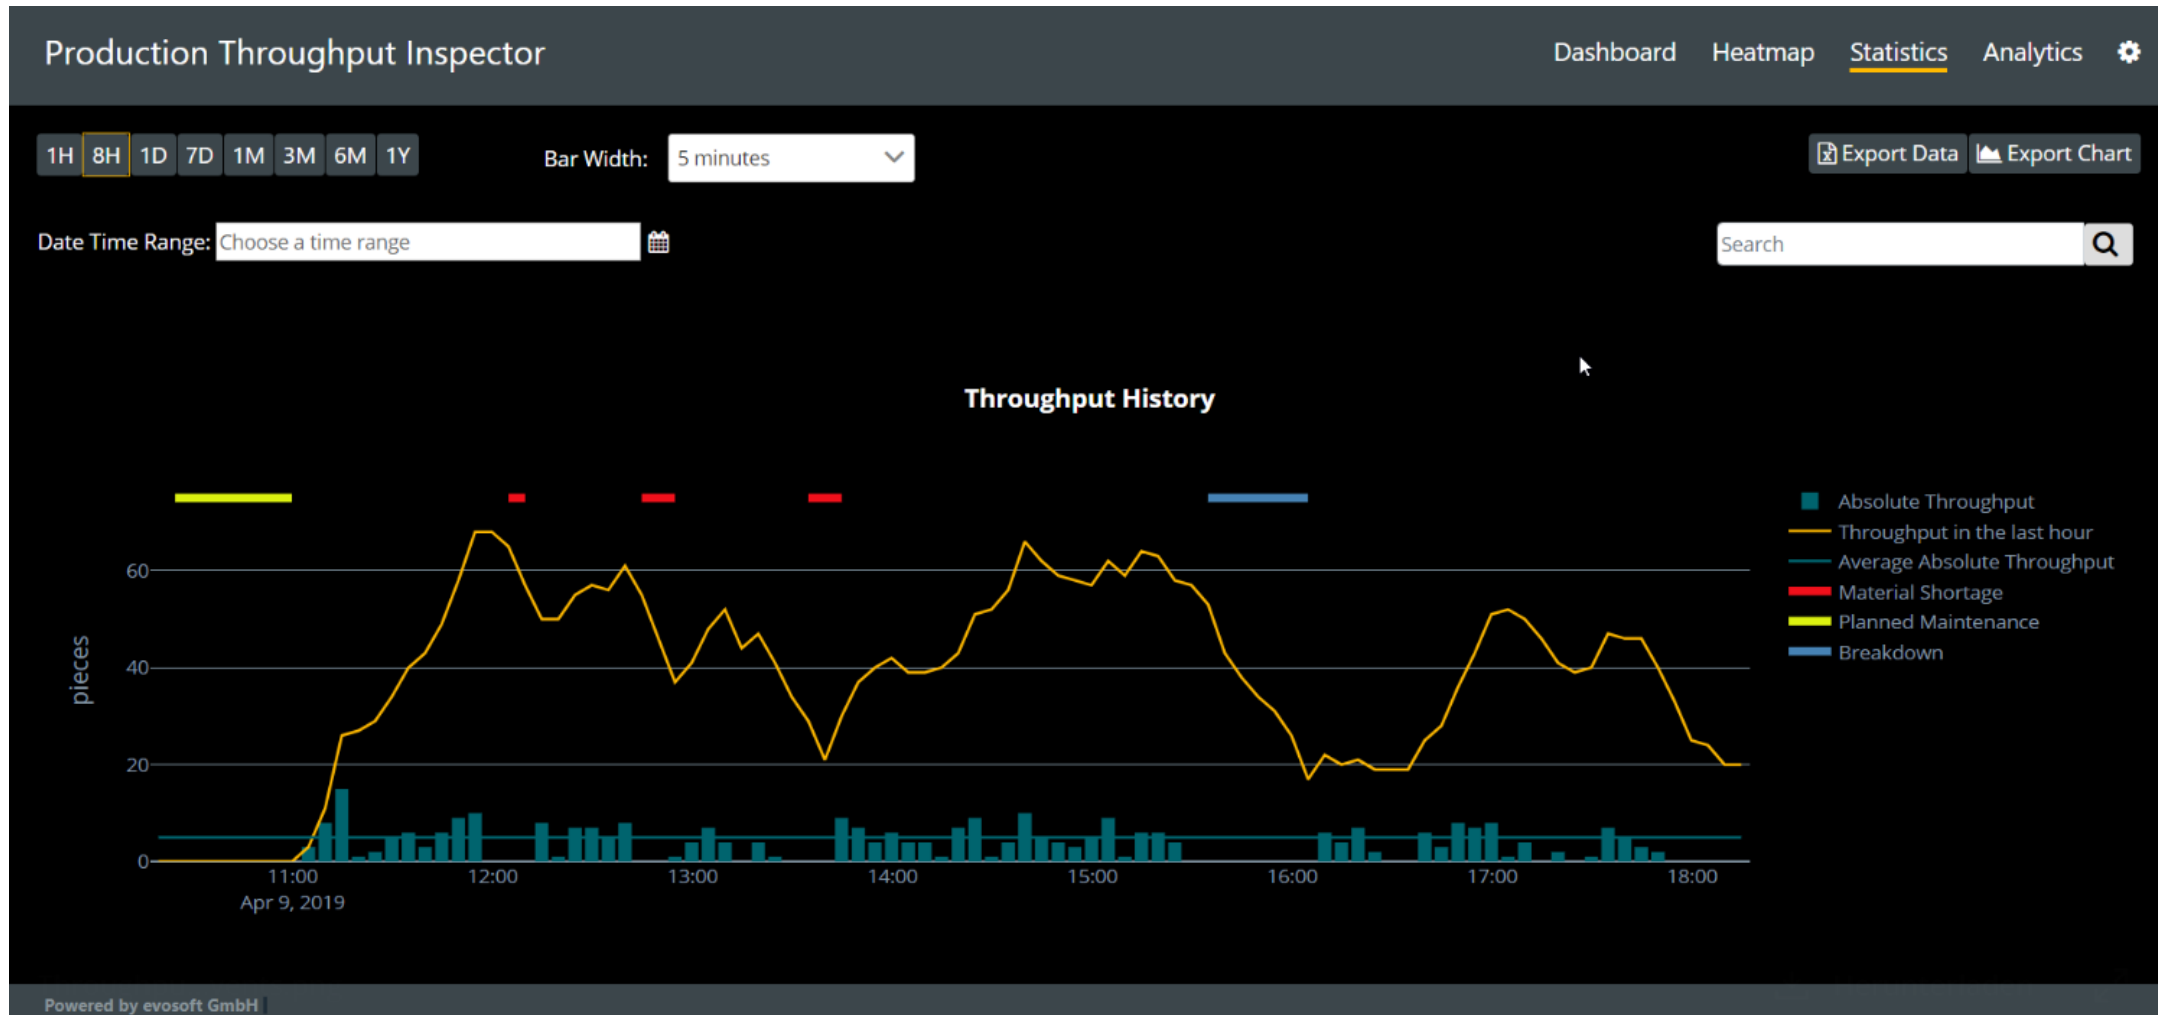 Production Throughput Inspector
Dashboard Heatmap Statistics Analytics
1H 8H 1D 7D 1M 3M 6M 1Y
Bar Width: 5 minutes
Export Data Export Chart
Date Time Range: Choose a time range
Search
Throughput History
Absolute Throughput
Throughput in the last hour
Average Absolute Throughput
Material Shortage
Planned Maintenance
Breakdown
pieces
60
40
20
0
11:00 12:00 13:00 14:00 15:00 16:00 17:00 18:00
Apr 9, 2019
Powered by evosoft GmbH